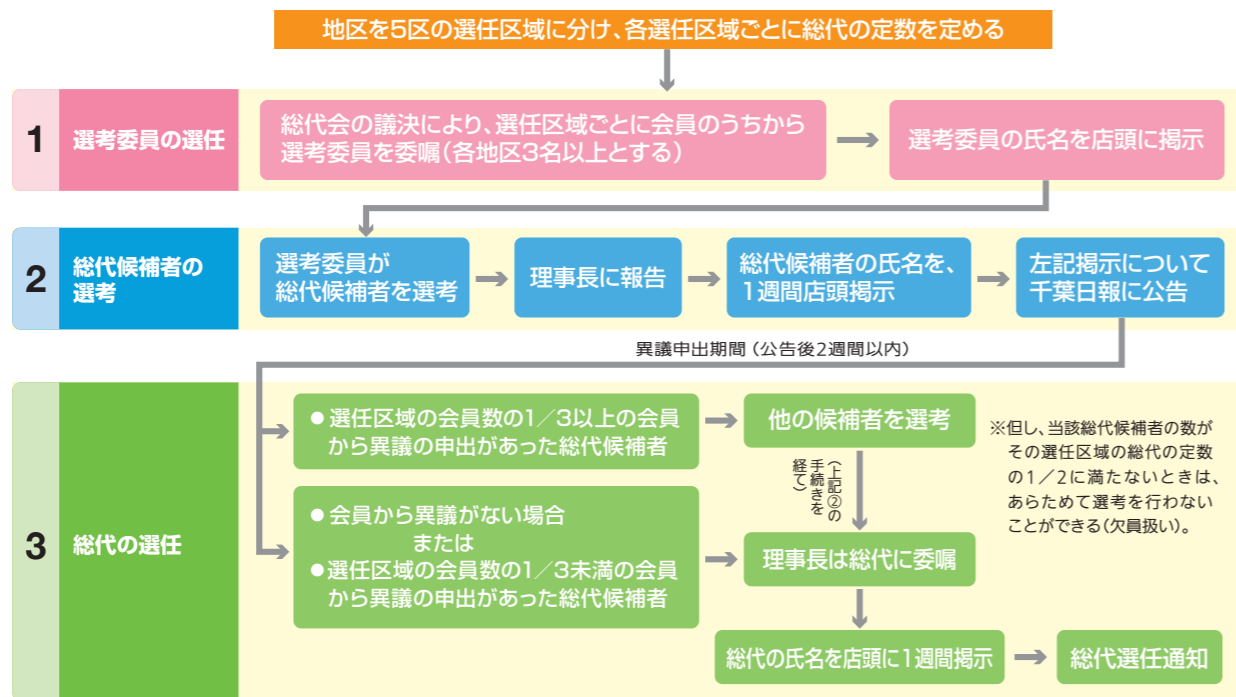 地区を5区の選任区域に分け、各選任区域ごとに総代の定数を定める
1
選考委員の選任
総代会の議決により、選任区域ごとに会員のうちから
選考委員を委嘱(各地区3名以上とする)
選考委員の氏名を店頭に掲示
2
総代候補者の
選考
選考委員が
総代候補者を選考
理事長に報告
総代候補者の氏名を、
1週間店頭掲示
左記掲示について
千葉日報に公告
異議申出期間(公告後2週間以内)
3
総代の選任
●選任区域の会員数の1/3以上の会員
から異議の申出があった総代候補者
他の候補者を選考
※但し、当該総代候補者の数が
その選任区域の総代の定数
の1/2に満たないときは、
あらためて選考を行わない
ことができる(欠員扱い)。
(上記②の
手続きを
経て)
●会員から異議がない場合
または
●選任区域の会員数の1/3未満の会員
から異議の申出があった総代候補者
理事長は総代に委嘱
総代の氏名を店頭に1週間掲示
総代選任通知